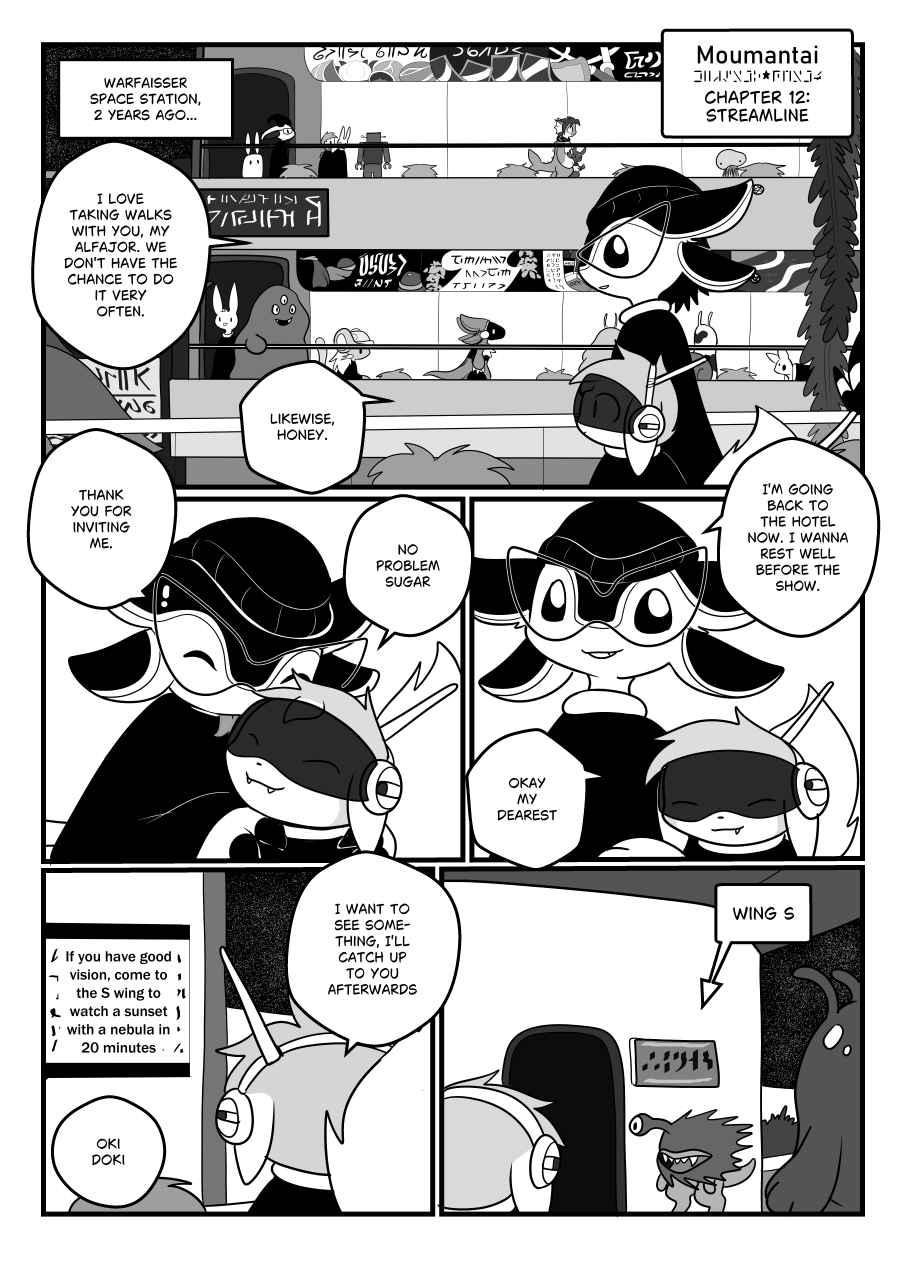 Moumantai
CHAPTER 12:
STREAMLINE
WARFAISSER
SPACE STATION,
2 YEARS AGO...
I LOVE
TAKING WALKS
WITH YOU, MY
ALFAJOR. WE
DON'T HAVE THE
CHANCE TO DO
IT VERY
OFTEN.
LIKEWISE,
HONEY.
THANK
YOU FOR
INVITING
ME.
NO
PROBLEM
SUGAR
I'M GOING
BACK TO
THE HOTEL
NOW. I WANNA
REST WELL
BEFORE THE
SHOW.
OKAY
MY
DEAREST
If you have good
vision, come to
the S wing to
watch a sunset
with a nebula in
20 minutes
I WANT TO
SEE SOME-
THING, I'LL
CATCH UP
TO YOU
AFTERWARDS
OKI
DOKI
WING S